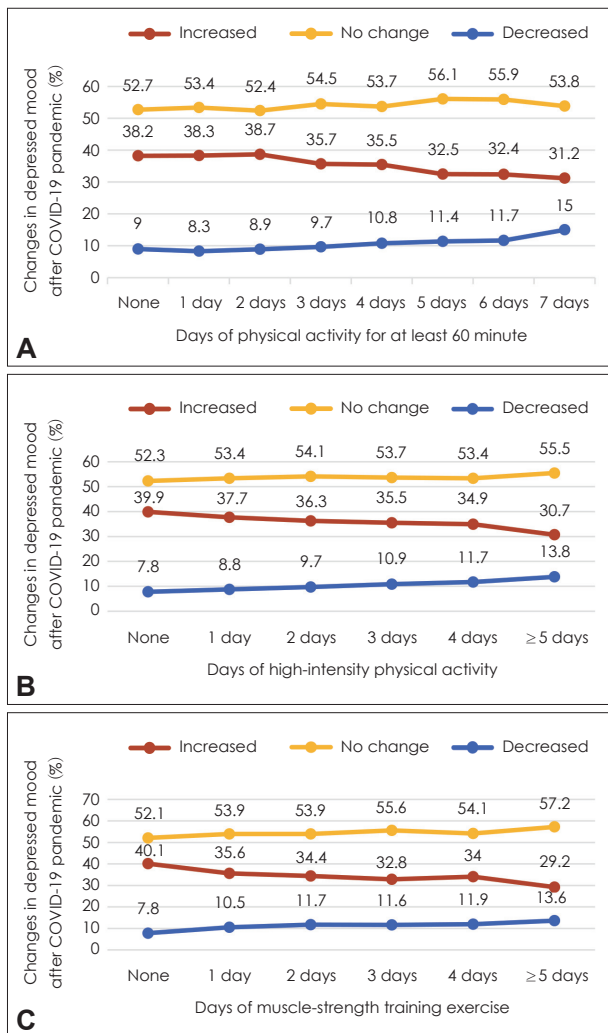 Increased No change Decreased
Changes in depressed mood
after COVID-19 pandemic (%)
60
50
40
30
20
10
0
52.7 53.4 52.4 54.5 53.7 56.1 55.9 53.8
38.2 38.3 38.7 35.7 35.5 32.5 32.4 31.2
9 8.3 8.9 9.7 10.8 11.4 11.7 15
None 1 day 2 days 3 days 4 days 5 days 6 days 7 days
Days of physical activity for at least 60 minute
A
Increased No change Decreased
Changes in depressed mood
after COVID-19 pandemic (%)
60
50
40
30
20
10
0
52.3 53.4 54.1 53.7 53.4 55.5
39.9 37.7 36.3 35.5 34.9 30.7
7.8 8.8 9.7 10.9 11.7 13.8
None 1 day 2 days 3 days 4 days ≥5 days
Days of high-intensity physical activity
B
Increased No change Decreased
Changes in depressed mood
after COVID-19 pandemic (%)
70
60
50
40
30
20
10
0
52.1 53.9 53.9 55.6 54.1 57.2
40.1 35.6 34.4 32.8 34 29.2
7.8 10.5 11.7 11.6 11.9 13.6
None 1 day 2 days 3 days 4 days ≥5 days
Days of muscle-strength training exercise
C